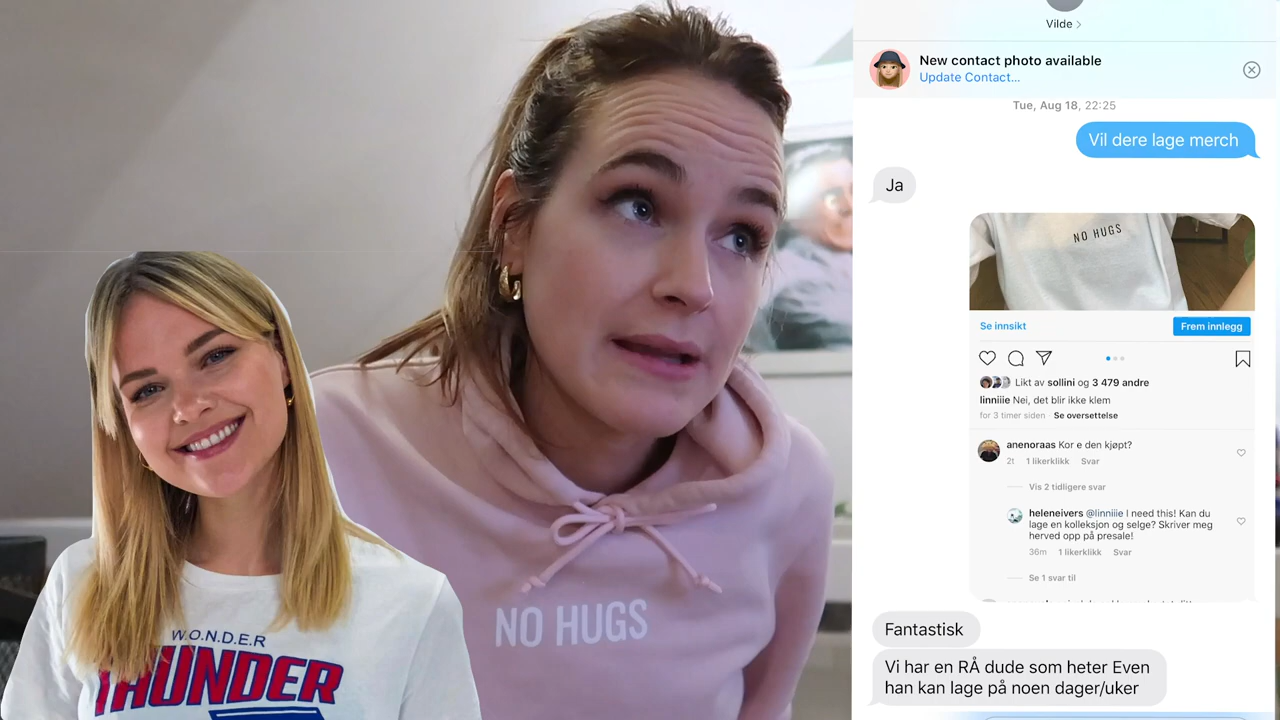 W.O.N.D.E.R
THUNDER
NO HUGS
Vilde
New contact photo available
Update Contact...
Tue, Aug 18, 22:25
Vil dere lage merch
Ja
NO HUGS
Se innsikt
Frem innlegg
Likt av sollini og 3 479 andre
linniiie Nei, det blir ikke klem
for 3 timer siden · Se oversettelse
anenoraas Kor e den kjøpt?
2t 1 likerklikk Svar
Vis 2 tidligere svar
heleneivers @linniiie I need this! Kan du
lage en kolleksjon og selge? Skriver meg
herved opp på presale!
36m 1 likerklikk Svar
Se 1 svar til
Fantastisk
Vi har en RÅ dude som heter Even
han kan lage på noen dager/uker